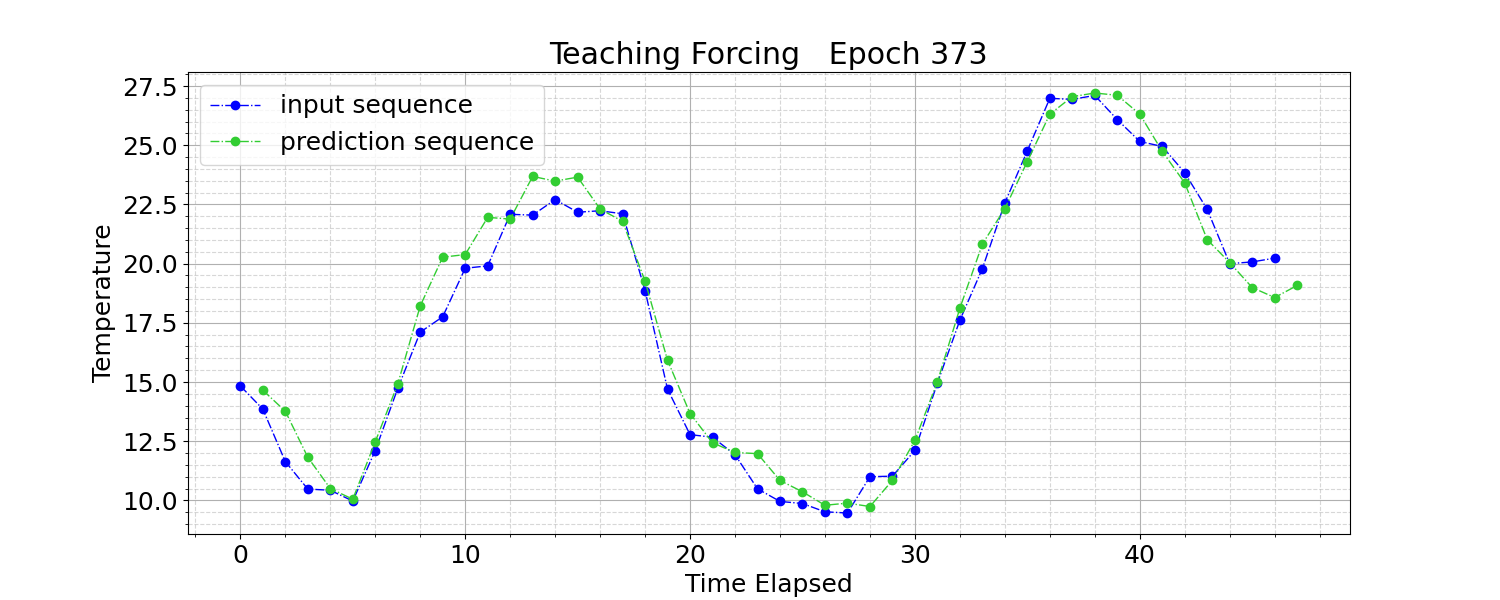 Teaching Forcing   Epoch 373
input sequence
prediction sequence
27.5
25.0
22.5
20.0
17.5
15.0
12.5
10.0
Temperature
0 10 20 30 40
Time Elapsed